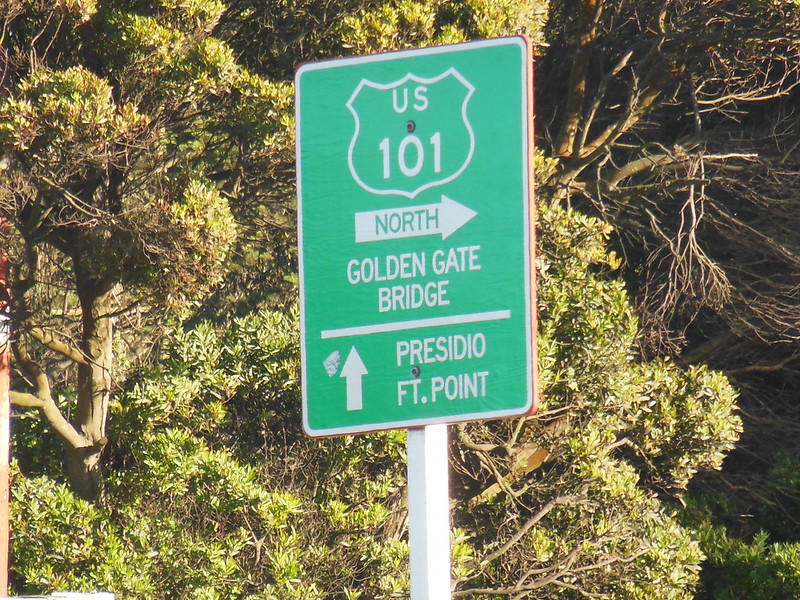 US
101
NORTH
GOLDEN GATE
BRIDGE
PRESIDIO
FT. POINT